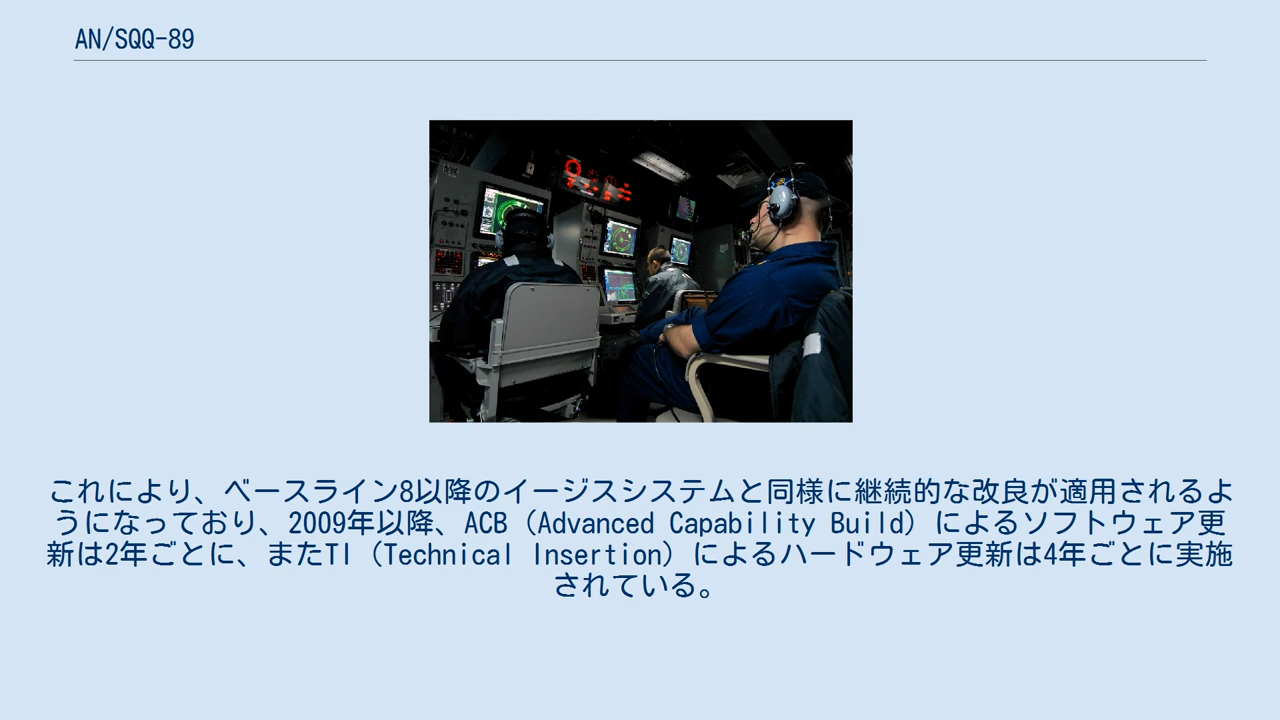 AN/SQQ-89
これにより、ベースライン8以降のイージスシステムと同様に継続的な改良が適用されるよ
うになっており、2009年以降、ACB（Advanced Capability Build）によるソフトウェア更
新は2年ごとに、またTI（Technical Insertion）によるハードウェア更新は4年ごとに実施
されている。